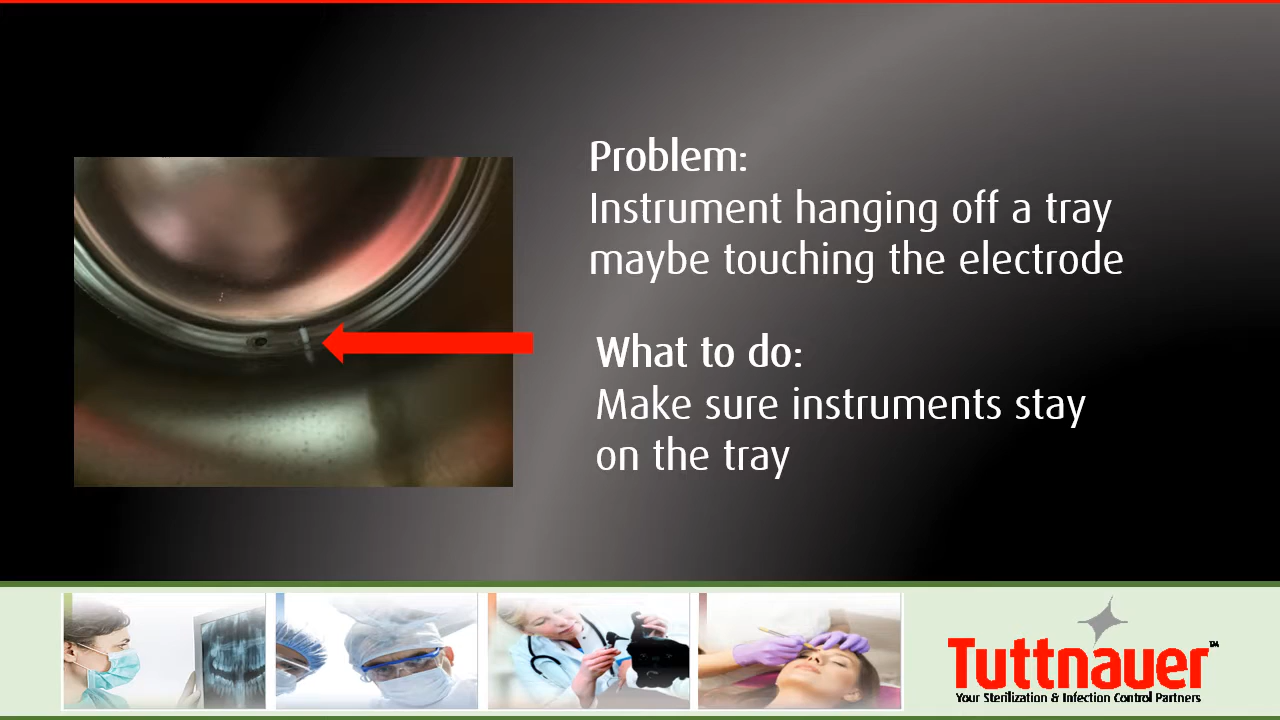 Problem:
Instrument hanging off a tray
maybe touching the electrode
What to do:
Make sure instruments stay
on the tray
Tuttnauer™
Your Sterilization & Infection Control Partners